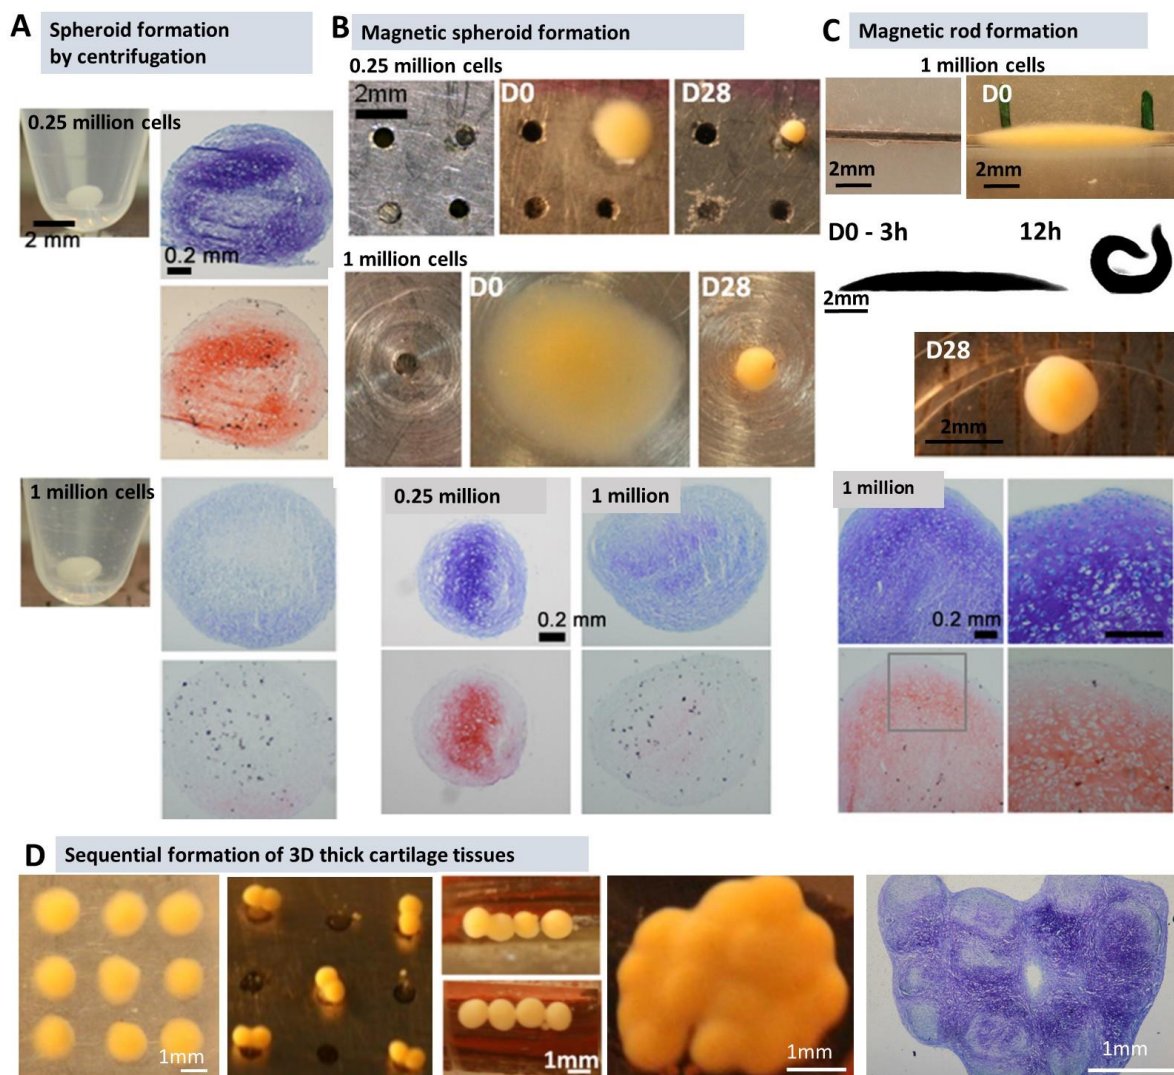 A
Spheroid formation
by centrifugation
0.25 million cells
2 mm
0.2 mm
1 million cells
B
Magnetic spheroid formation
0.25 million cells
2mm
D0
D28
1 million cells
D0
D28
0.25 million
1 million
0.2 mm
C
Magnetic rod formation
1 million cells
D0
2mm
2mm
D0 - 3h
12h
2mm
D28
2mm
1 million
0.2 mm
D
Sequential formation of 3D thick cartilage tissues
1mm
1mm
1mm
1mm